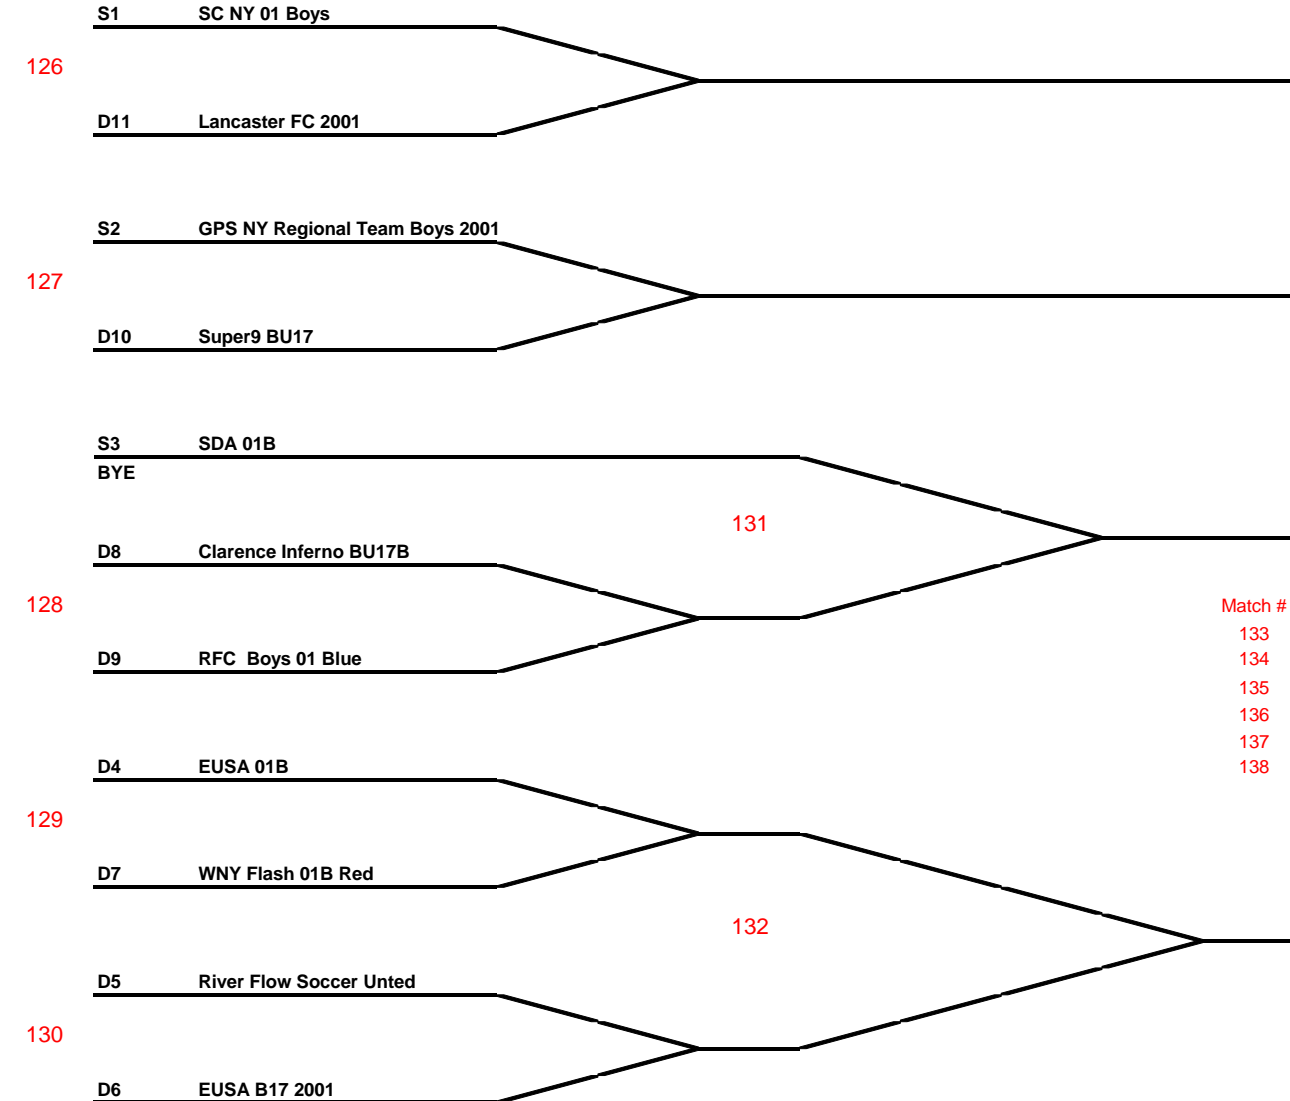 S1 SC NY 01 Boys
126
D11 Lancaster FC 2001
S2 GPS NY Regional Team Boys 2001
127
D10 Super9 BU17
S3 SDA 01B
BYE
131
D8 Clarence Inferno BU17B
128
Match #
133
D9 RFC  Boys 01 Blue
134
135
136
137
D4 EUSA 01B
138
129
D7 WNY Flash 01B Red
132
D5 River Flow Soccer Unted
130
D6 EUSA B17 2001